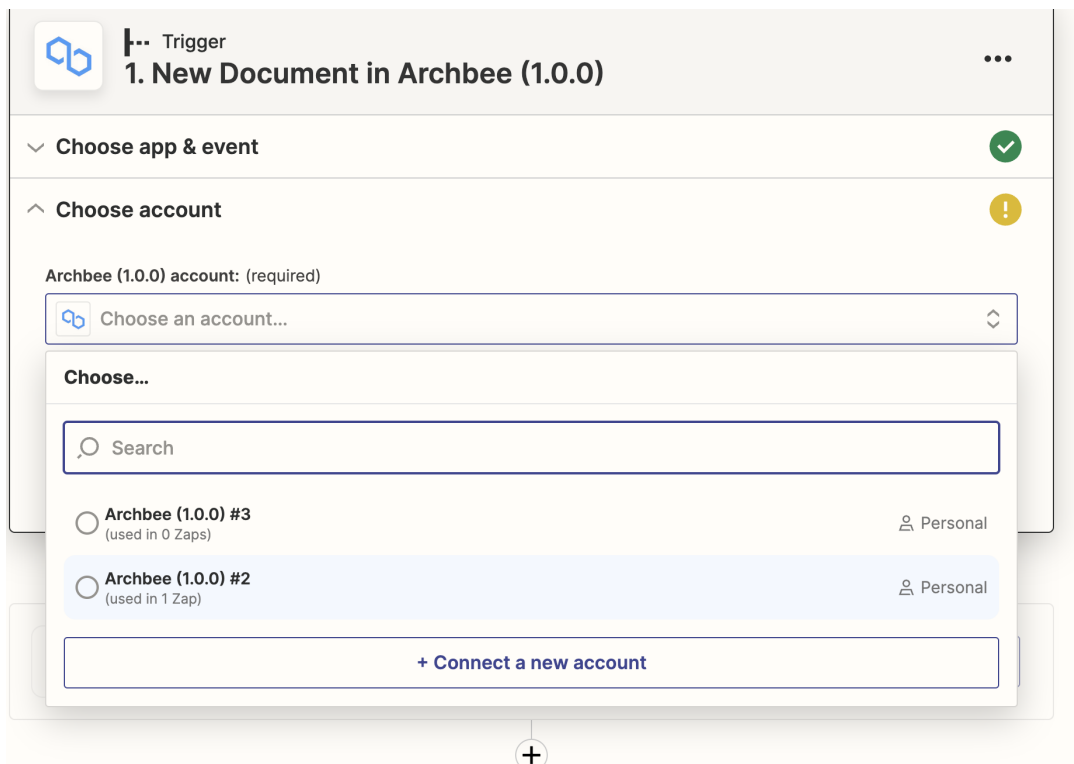 Trigger
1. New Document in Archbee (1.0.0)
Choose app & event
Choose account
Archbee (1.0.0) account: (required)
Choose an account...
Choose...
Search
Archbee (1.0.0) #3
(used in 0 Zaps)
Personal
Archbee (1.0.0) #2
(used in 1 Zap)
Personal
+ Connect a new account